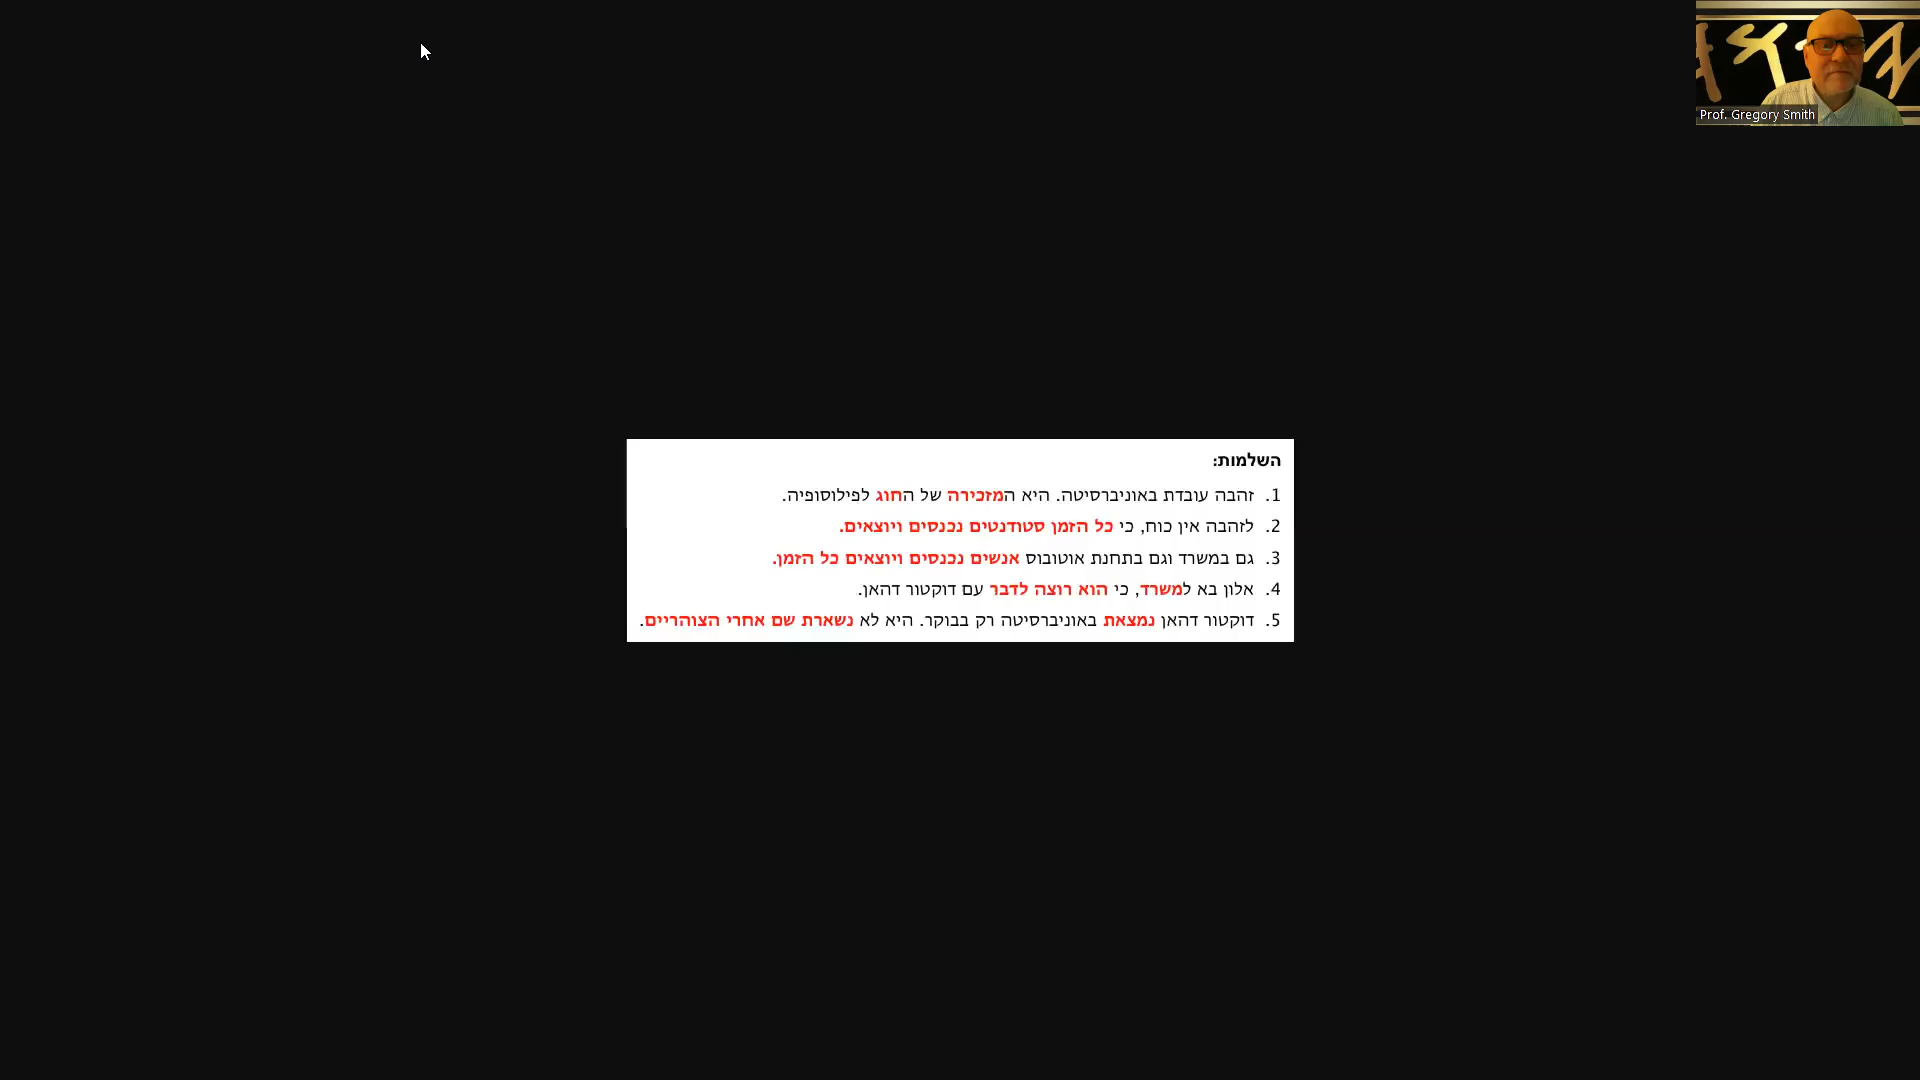 השלמות:
1. זהבה עובדת באוניברסיטה. היא המזכירה של החוג לפילוסופיה.
2. לזהבה אין כוח, כי כל הזמן סטודנטים נכנסים ויוצאים.
3. גם במשרד וגם בתחנת אוטובוס אנשים נכנסים ויוצאים כל הזמן.
4. אלון בא למשרד, כי הוא רוצה לדבר עם דוקטור דהאן.
5. דוקטור דהאן נמצאת באוניברסיטה רק בבוקר. היא לא נשארת שם אחרי הצוהריים.
Prof. Gregory Smith